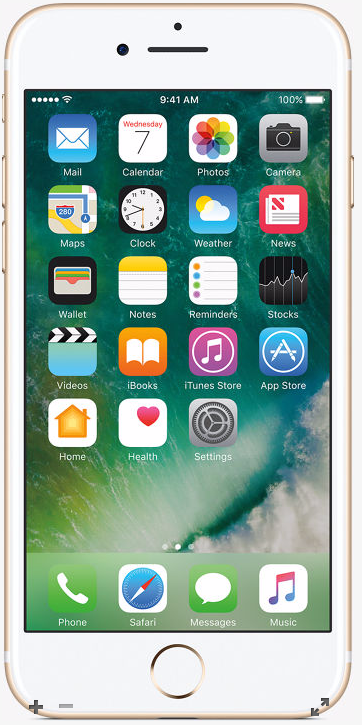 9:41 AM 100%
Wednesday
7
Mail Calendar Photos Camera
280
Maps Clock Weather News
Wallet Notes Reminders Stocks
Videos iBooks iTunes Store App Store
Home Health Settings
Phone Safari Messages Music